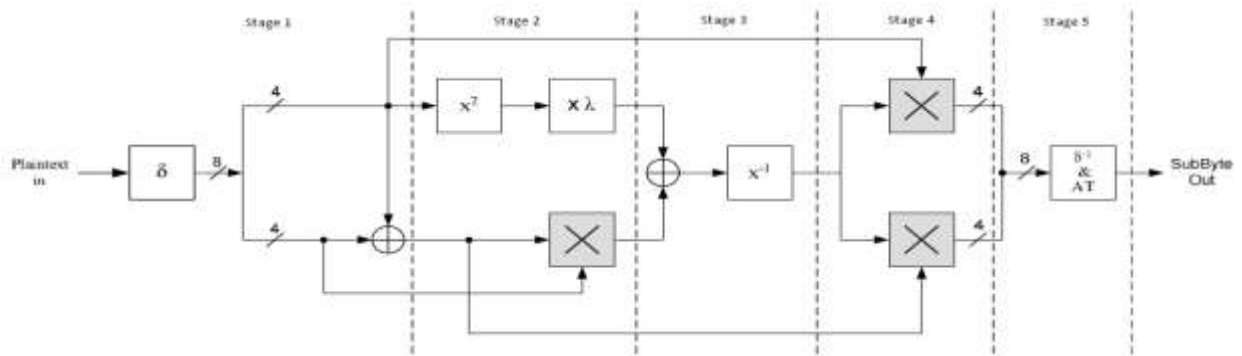 Stage 1
Stage 2
Stage 3
Stage 4
Stage 5
4
x²
× λ
4
Plaintext
in
δ
8
x⁻¹
8
δ⁻¹
&
AT
SubByte
Out
4
4